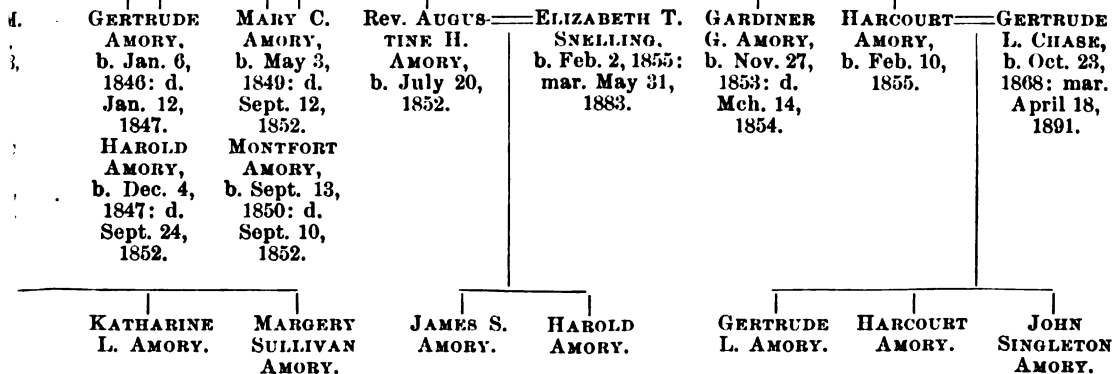 GERTRUDE
AMORY,
b. Jan. 6,
1846: d.
Jan. 12,
1847.
HAROLD
AMORY,
b. Dec. 4,
1847: d.
Sept. 24,
1852.
MARY C.
AMORY,
b. May 3,
1849: d.
Sept. 12,
1852.
MONTFORT
AMORY,
b. Sept. 13,
1850: d.
Sept. 10,
1852.
Rev. AUGUS-
TINE H.
AMORY,
b. July 20,
1852.
ELIZABETH T.
SNELLING.
b. Feb. 2, 1855:
mar. May 31,
1883.
GARDINER
G. AMORY,
b. Nov. 27,
1853: d.
Mch. 14,
1854.
HARCOURT
AMORY,
b. Feb. 10,
1855.
GERTRUDE
L. CHASE,
b. Oct. 23,
1868: mar.
April 18,
1891.
KATHARINE
L. AMORY.
MARGERY
SULLIVAN
AMORY.
JAMES S.
AMORY.
HAROLD
AMORY.
GERTRUDE
L. AMORY.
HARCOURT
AMORY.
JOHN
SINGLETON
AMORY.